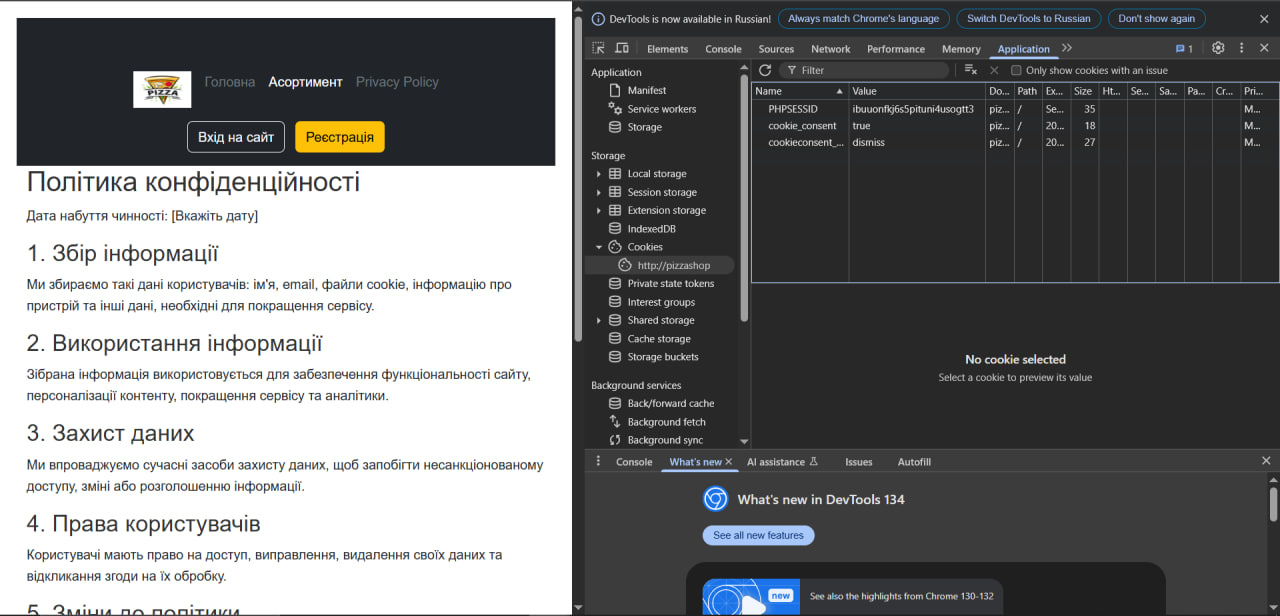 PIZZA
Головна Асортимент Privacy Policy
Вхід на сайт Реєстрація
Політика конфіденційності
Дата набуття чинності: [Вкажіть дату]
1. Збір інформації
Ми збираємо такі дані користувачів: ім'я, email, файли cookie, інформацію про
пристрій та інші дані, необхідні для покращення сервісу.
2. Використання інформації
Зібрана інформація використовується для забезпечення функціональності сайту,
персоналізації контенту, покращення сервісу та аналітики.
3. Захист даних
Ми впроваджуємо сучасні засоби захисту даних, щоб запобігти несанкціонованому
доступу, зміні або розголошенню інформації.
4. Права користувачів
Користувачі мають право на доступ, виправлення, видалення своїх даних та
відкликання згоди на їх обробку.
5. Зміни до політики
DevTools is now available in Russian! Always match Chrome's language Switch DevTools to Russian Don't show again
Elements Console Sources Network Performance Memory Application 1
Application
Manifest
Service workers
Storage
Storage
Local storage
Session storage
Extension storage
IndexedDB
Cookies
http://pizzashop
Private state tokens
Interest groups
Shared storage
Cache storage
Storage buckets
Background services
Back/forward cache
Background fetch
Background sync
Filter Only show cookies with an issue
Name Value Do... Path Ex... Size Ht... Se... Sa... Pa... Cr... Pri...
PHPSESSID ibuuonfkj6s5pituni4usogtt3 piz... / Se... 35 M...
cookie_consent true piz... / 20... 18 M...
cookieconsent_... dismiss piz... / 20... 27 M...
No cookie selected
Select a cookie to preview its value
Console What's new AI assistance Issues Autofill
What's new in DevTools 134
See all new features
new
See also the highlights from Chrome 130-132